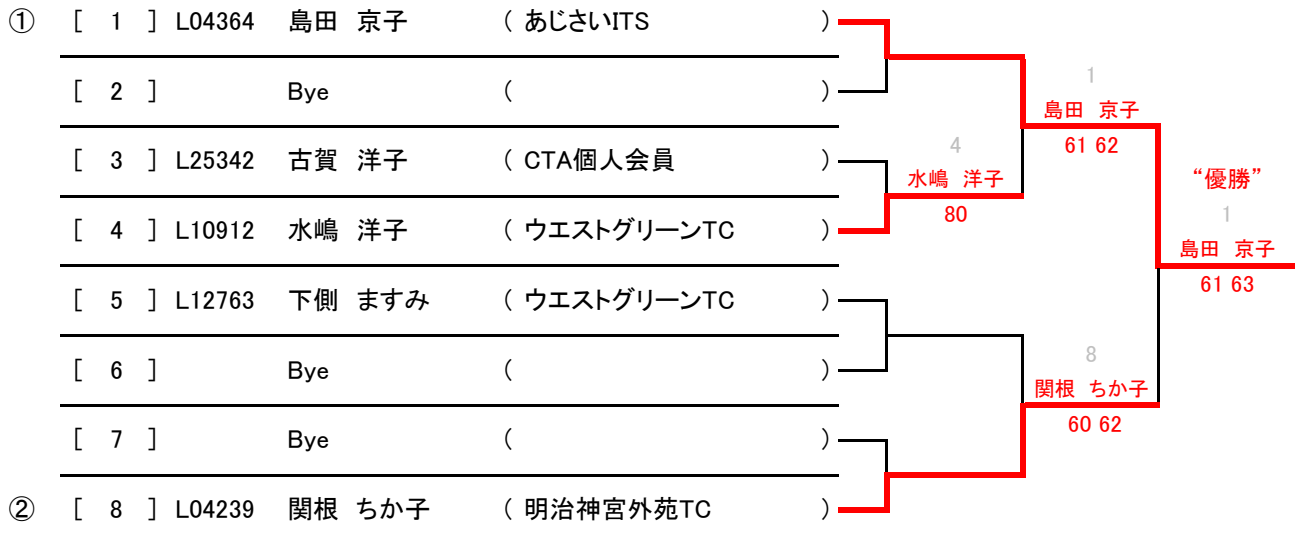 ① [ 1 ] L04364 島田 京子 ( あじさいITS )
[ 2 ] Bye ( )
1
島田 京子
61 62
[ 3 ] L25342 古賀 洋子 ( CTA個人会員 )
4
水嶋 洋子
80
“優勝”
1
島田 京子
61 63
[ 4 ] L10912 水嶋 洋子 ( ウエストグリーンTC )
[ 5 ] L12763 下側 ますみ ( ウエストグリーンTC )
[ 6 ] Bye ( )
8
関根 ちか子
60 62
[ 7 ] Bye ( )
② [ 8 ] L04239 関根 ちか子 ( 明治神宮外苑TC )